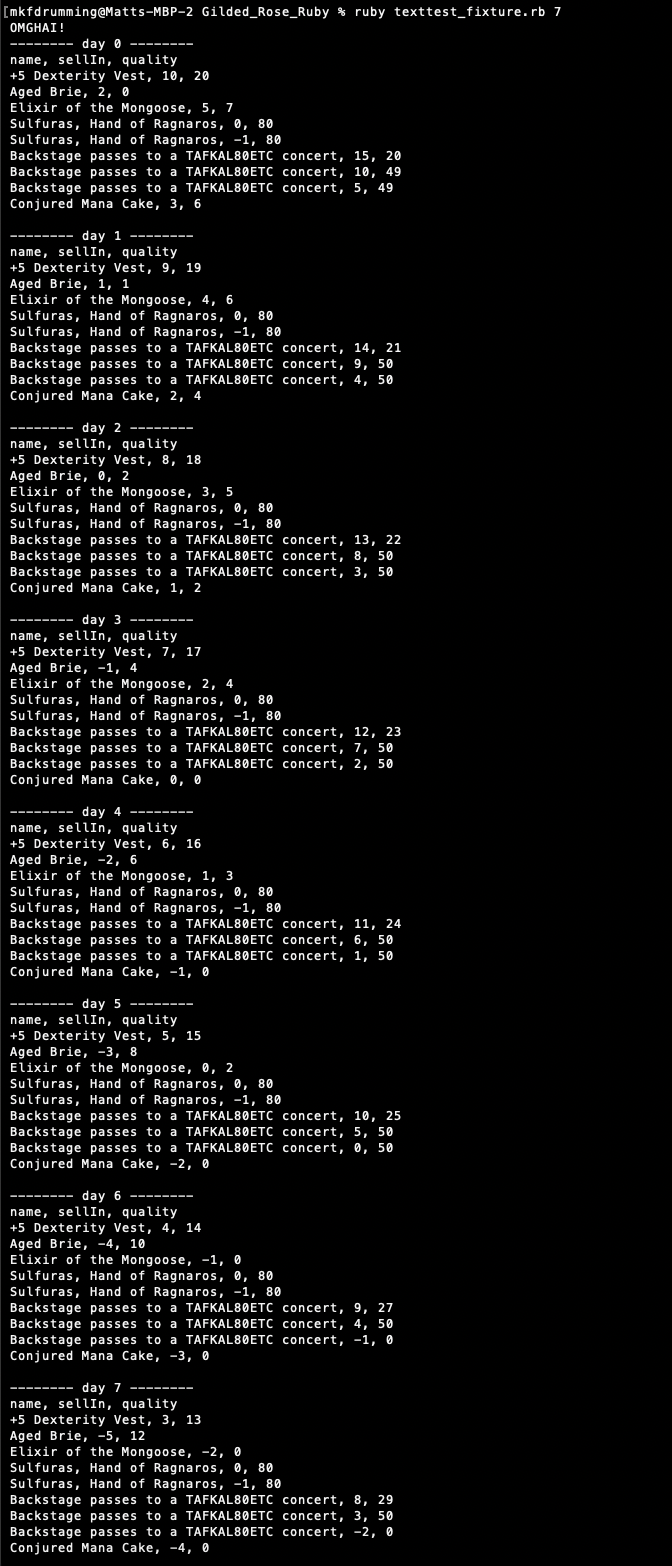 [mkfdrumming@Matts-MBP-2 Gilded_Rose_Ruby % ruby texttest_fixture.rb 7
OMGHAI!
-------- day 0 --------
name, sellIn, quality
+5 Dexterity Vest, 10, 20
Aged Brie, 2, 0
Elixir of the Mongoose, 5, 7
Sulfuras, Hand of Ragnaros, 0, 80
Sulfuras, Hand of Ragnaros, -1, 80
Backstage passes to a TAFKAL80ETC concert, 15, 20
Backstage passes to a TAFKAL80ETC concert, 10, 49
Backstage passes to a TAFKAL80ETC concert, 5, 49
Conjured Mana Cake, 3, 6

-------- day 1 --------
name, sellIn, quality
+5 Dexterity Vest, 9, 19
Aged Brie, 1, 1
Elixir of the Mongoose, 4, 6
Sulfuras, Hand of Ragnaros, 0, 80
Sulfuras, Hand of Ragnaros, -1, 80
Backstage passes to a TAFKAL80ETC concert, 14, 21
Backstage passes to a TAFKAL80ETC concert, 9, 50
Backstage passes to a TAFKAL80ETC concert, 4, 50
Conjured Mana Cake, 2, 4

-------- day 2 --------
name, sellIn, quality
+5 Dexterity Vest, 8, 18
Aged Brie, 0, 2
Elixir of the Mongoose, 3, 5
Sulfuras, Hand of Ragnaros, 0, 80
Sulfuras, Hand of Ragnaros, -1, 80
Backstage passes to a TAFKAL80ETC concert, 13, 22
Backstage passes to a TAFKAL80ETC concert, 8, 50
Backstage passes to a TAFKAL80ETC concert, 3, 50
Conjured Mana Cake, 1, 2

-------- day 3 --------
name, sellIn, quality
+5 Dexterity Vest, 7, 17
Aged Brie, -1, 4
Elixir of the Mongoose, 2, 4
Sulfuras, Hand of Ragnaros, 0, 80
Sulfuras, Hand of Ragnaros, -1, 80
Backstage passes to a TAFKAL80ETC concert, 12, 23
Backstage passes to a TAFKAL80ETC concert, 7, 50
Backstage passes to a TAFKAL80ETC concert, 2, 50
Conjured Mana Cake, 0, 0

-------- day 4 --------
name, sellIn, quality
+5 Dexterity Vest, 6, 16
Aged Brie, -2, 6
Elixir of the Mongoose, 1, 3
Sulfuras, Hand of Ragnaros, 0, 80
Sulfuras, Hand of Ragnaros, -1, 80
Backstage passes to a TAFKAL80ETC concert, 11, 24
Backstage passes to a TAFKAL80ETC concert, 6, 50
Backstage passes to a TAFKAL80ETC concert, 1, 50
Conjured Mana Cake, -1, 0

-------- day 5 --------
name, sellIn, quality
+5 Dexterity Vest, 5, 15
Aged Brie, -3, 8
Elixir of the Mongoose, 0, 2
Sulfuras, Hand of Ragnaros, 0, 80
Sulfuras, Hand of Ragnaros, -1, 80
Backstage passes to a TAFKAL80ETC concert, 10, 25
Backstage passes to a TAFKAL80ETC concert, 5, 50
Backstage passes to a TAFKAL80ETC concert, 0, 50
Conjured Mana Cake, -2, 0

-------- day 6 --------
name, sellIn, quality
+5 Dexterity Vest, 4, 14
Aged Brie, -4, 10
Elixir of the Mongoose, -1, 0
Sulfuras, Hand of Ragnaros, 0, 80
Sulfuras, Hand of Ragnaros, -1, 80
Backstage passes to a TAFKAL80ETC concert, 9, 27
Backstage passes to a TAFKAL80ETC concert, 4, 50
Backstage passes to a TAFKAL80ETC concert, -1, 0
Conjured Mana Cake, -3, 0

-------- day 7 --------
name, sellIn, quality
+5 Dexterity Vest, 3, 13
Aged Brie, -5, 12
Elixir of the Mongoose, -2, 0
Sulfuras, Hand of Ragnaros, 0, 80
Sulfuras, Hand of Ragnaros, -1, 80
Backstage passes to a TAFKAL80ETC concert, 8, 29
Backstage passes to a TAFKAL80ETC concert, 3, 50
Backstage passes to a TAFKAL80ETC concert, -2, 0
Conjured Mana Cake, -4, 0